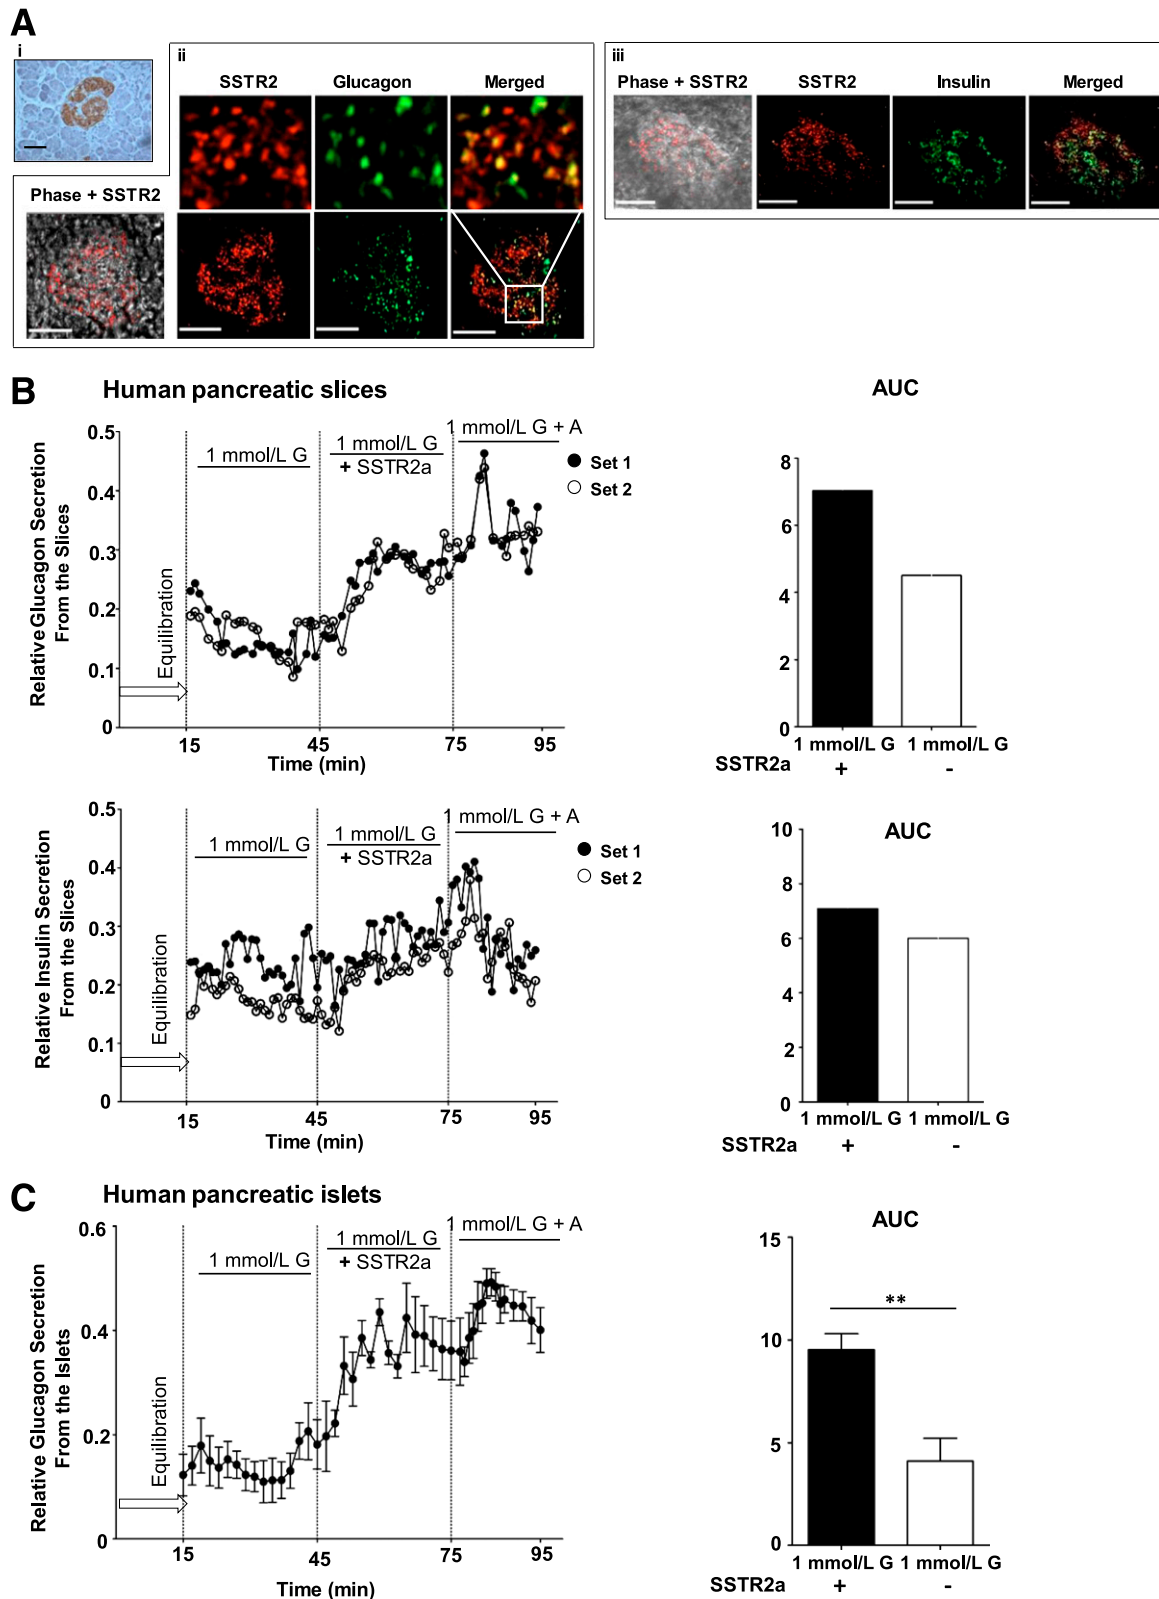 A
i
ii
SSTR2 Glucagon Merged
Phase + SSTR2
iii
Phase + SSTR2 SSTR2 Insulin Merged
B
Human pancreatic slices
AUC
Relative Glucagon Secretion
From the Slices
0.5
0.4
0.3
0.2
0.1
0
Equilibration
1 mmol/L G
1 mmol/L G
+ SSTR2a
1 mmol/L G + A
Set 1
Set 2
15 45 75 95
Time (min)
8
6
4
2
0
1 mmol/L G 1 mmol/L G
SSTR2a + -
Relative Insulin Secretion
From the Slices
0.5
0.4
0.3
0.2
0.1
0
Equilibration
1 mmol/L G
1 mmol/L G
+ SSTR2a
1 mmol/L G + A
Set 1
Set 2
15 45 75 95
Time (min)
AUC
10
8
6
4
2
0
1 mmol/L G 1 mmol/L G
SSTR2a + -
C
Human pancreatic islets
Relative Glucagon Secretion
From the Islets
0.6
0.4
0.2
0
Equilibration
1 mmol/L G
1 mmol/L G
+ SSTR2a
1 mmol/L G + A
15 45 75 95
Time (min)
AUC
15
10
5
0
**
1 mmol/L G 1 mmol/L G
SSTR2a + -